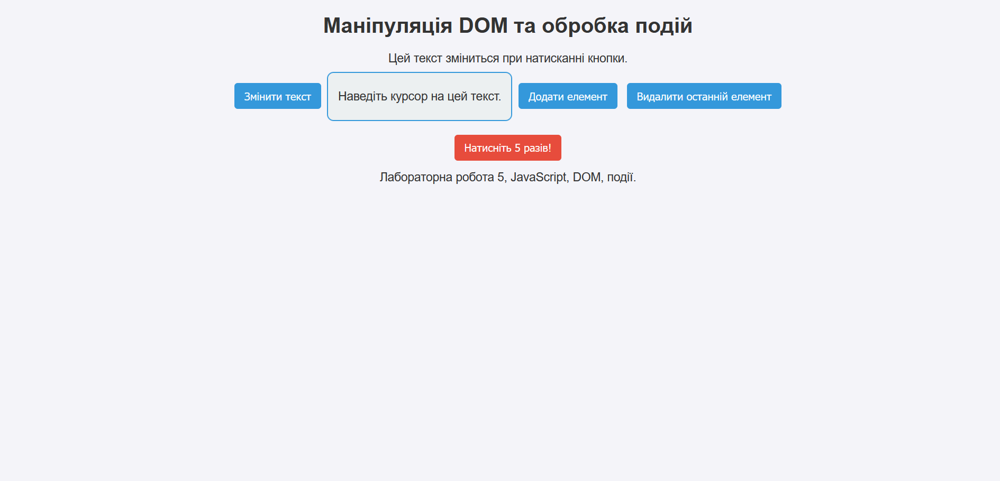 Маніпуляція DOM та обробка подій
Цей текст зміниться при натисканні кнопки.
Змінити текст
Наведіть курсор на цей текст.
Додати елемент
Видалити останній елемент
Натисніть 5 разів!
Лабораторна робота 5, JavaScript, DOM, події.